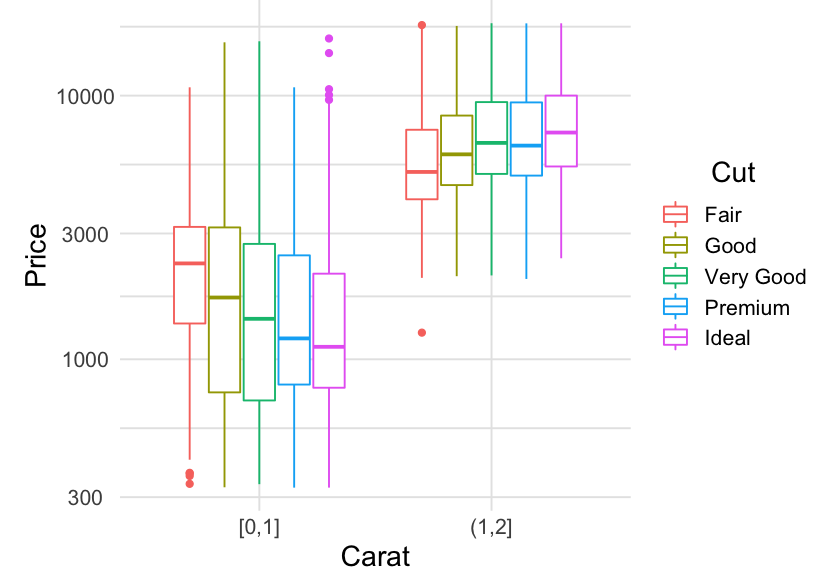 10000
3000
1000
300
Price
[0,1]
(1,2]
Carat
Cut
Fair
Good
Very Good
Premium
Ideal